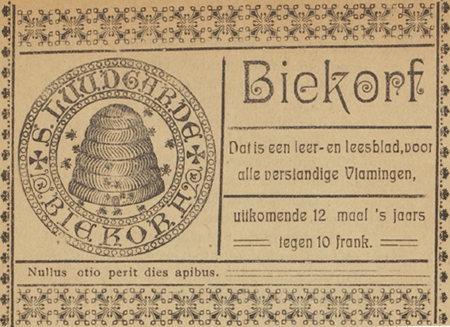 S. LUUDGARDE
BIEKORF
Biekorf
Dat is een leer- en leesblad, voor
alle verstandige Vlamingen,
uitkomende 12 maal 's jaars
tegen 10 frank.
Nullus otio perit dies apibus.